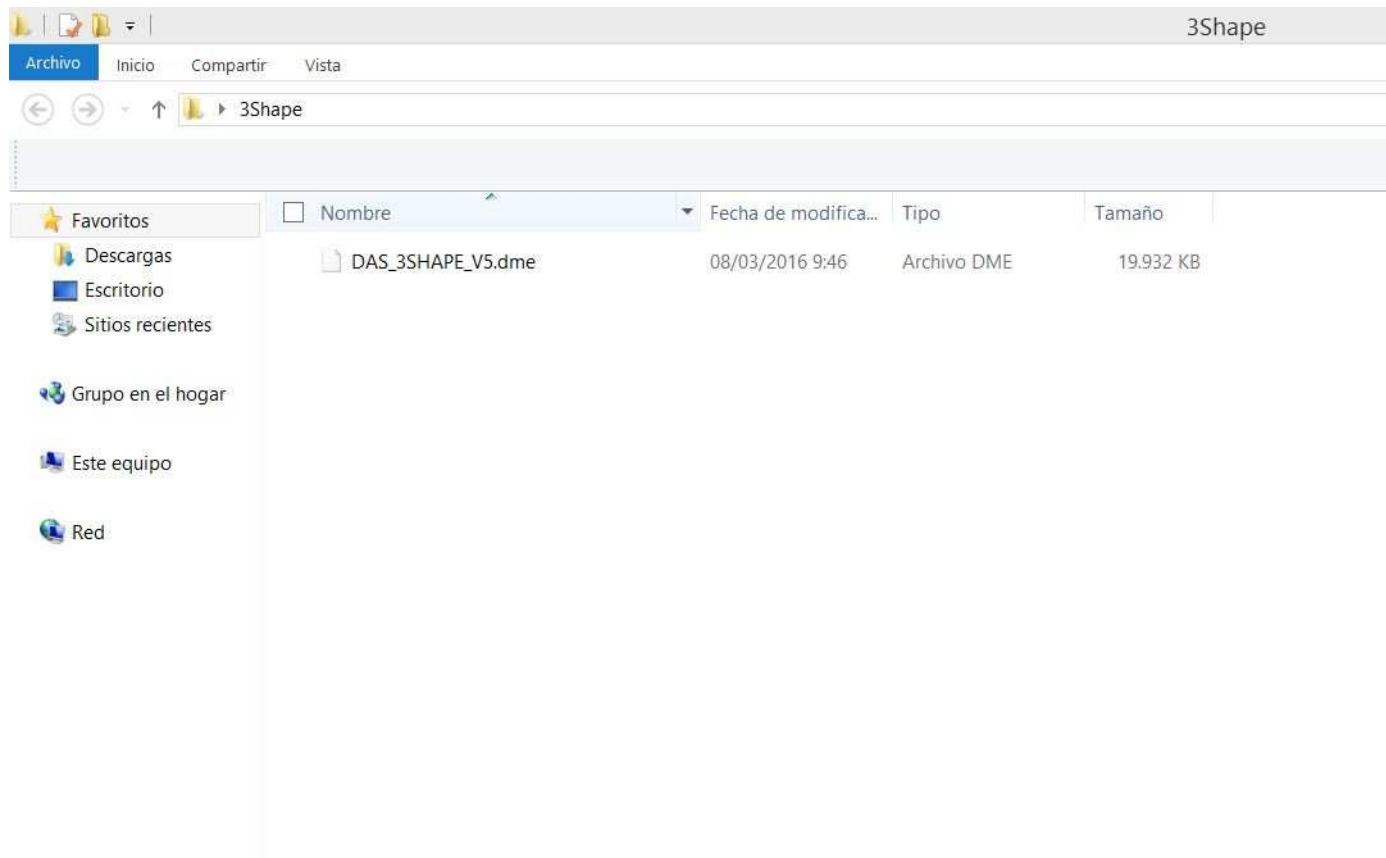 3Shape
Archivo Inicio Compartir Vista
3Shape
Favoritos
Descargas
Escritorio
Sitios recientes
Grupo en el hogar
Este equipo
Red
Nombre Fecha de modifica... Tipo Tamaño
DAS_3SHAPE_V5.dme 08/03/2016 9:46 Archivo DME 19.932 KB